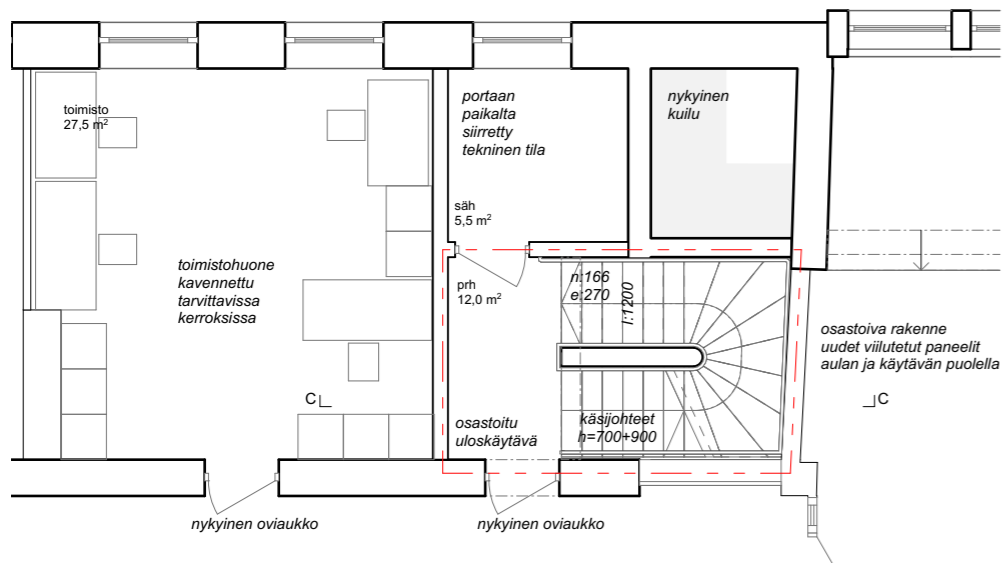 toimisto
27,5 m²
portaan
paikalta
siirretty
tekninen tila
nykyinen
kuilu
säh
5,5 m²
toimistohuone
kavennettu
tarvittavissa
kerroksissa
prh
12,0 m²
n:166
e:270
l:1200
osastoiva rakenne
uudet viilutetut paneelit
aulan ja käytävän puolella
C
C
osastoitu
uloskäytävä
käsijohteet
h=700+900
nykyinen oviaukko
nykyinen oviaukko